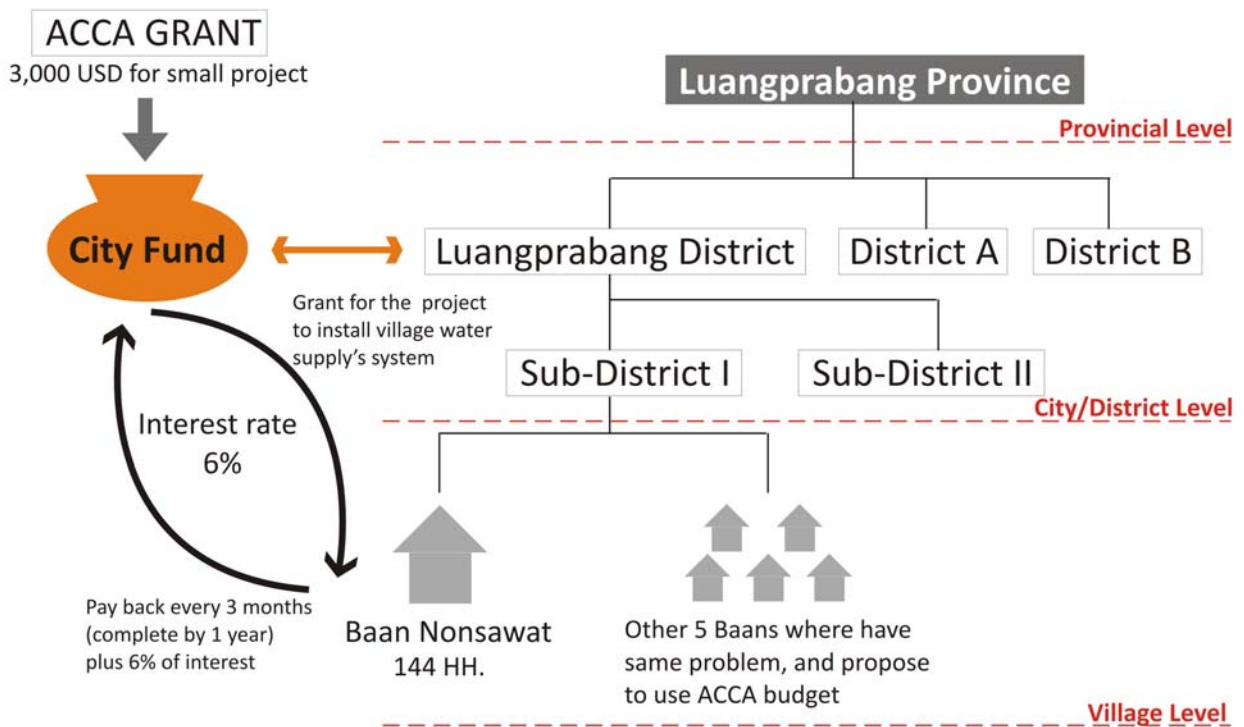 ACCA GRANT
3,000 USD for small project
City Fund
Luangprabang Province
Provincial Level
Luangprabang District
District A
District B
Grant for the project
to install village water
supply's system
Sub-District I
Sub-District II
City/District Level
Interest rate
6%
Pay back every 3 months
(complete by 1 year)
plus 6% of interest
Baan Nonsawat
144 HH.
Other 5 Baans where have
same problem, and propose
to use ACCA budget
Village Level